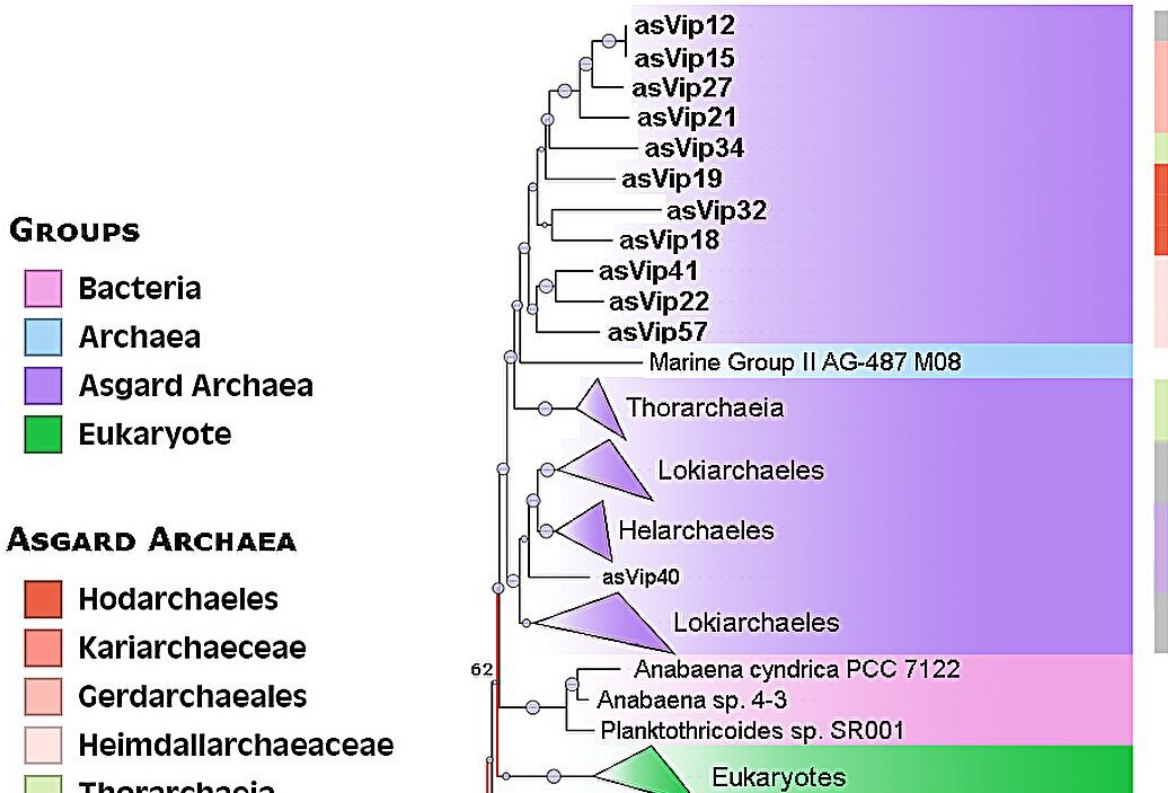 GROUPS
Bacteria
Archaea
Asgard Archaea
Eukaryote
ASGARD ARCHAEA
Hodarchaeles
Kariarchaeceae
Gerdarchaeales
Heimdallarchaeaceae
Thorarchaeia
asVip12
asVip15
asVip27
asVip21
asVip34
asVip19
asVip32
asVip18
asVip41
asVip22
asVip57
Marine Group II AG-487 M08
Thorarchaeia
Lokiarchaeles
Helarchaeles
asVip40
Lokiarchaeles
62
Anabaena cyndrica PCC 7122
Anabaena sp. 4-3
Planktothricoides sp. SR001
Eukaryotes